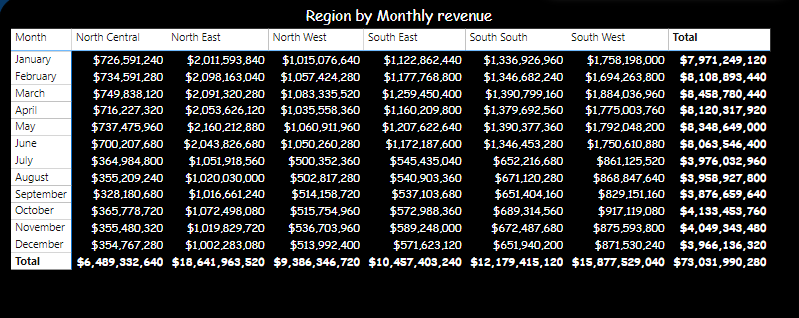 Region by Monthly revenue
Month North Central North East North West South East South South South West Total
January $726,591,240 $2,011,593,840 $1,015,076,640 $1,122,862,440 $1,336,926,960 $1,758,198,000 $7,971,249,120
February $734,591,280 $2,098,163,040 $1,057,424,280 $1,177,768,800 $1,346,682,240 $1,694,263,800 $8,108,893,440
March $749,838,120 $2,091,320,280 $1,083,335,520 $1,259,450,400 $1,390,799,160 $1,884,036,960 $8,458,780,440
April $716,227,320 $2,053,626,120 $1,035,558,360 $1,160,209,800 $1,379,692,560 $1,775,003,760 $8,120,317,920
May $737,475,960 $2,160,212,880 $1,060,911,960 $1,207,622,640 $1,390,377,360 $1,792,048,200 $8,348,649,000
June $700,207,680 $2,043,826,680 $1,050,260,280 $1,172,187,600 $1,346,453,280 $1,750,610,880 $8,063,546,400
July $364,984,800 $1,051,918,560 $500,352,360 $545,435,040 $652,216,680 $861,125,520 $3,976,032,960
August $355,209,240 $1,020,030,000 $502,817,280 $540,903,360 $671,120,280 $868,847,640 $3,958,927,800
September $328,180,680 $1,016,661,240 $514,158,720 $537,103,680 $651,404,160 $829,151,160 $3,876,659,640
October $365,778,720 $1,072,498,080 $515,754,960 $572,988,360 $689,314,560 $917,119,080 $4,133,453,760
November $355,480,320 $1,019,829,720 $536,703,960 $589,248,000 $672,487,680 $875,593,800 $4,049,343,480
December $354,767,280 $1,002,283,080 $513,992,400 $571,623,120 $651,940,200 $871,530,240 $3,966,136,320
Total $6,489,332,640 $18,641,963,520 $9,386,346,720 $10,457,403,240 $12,179,415,120 $15,877,529,040 $73,031,990,280